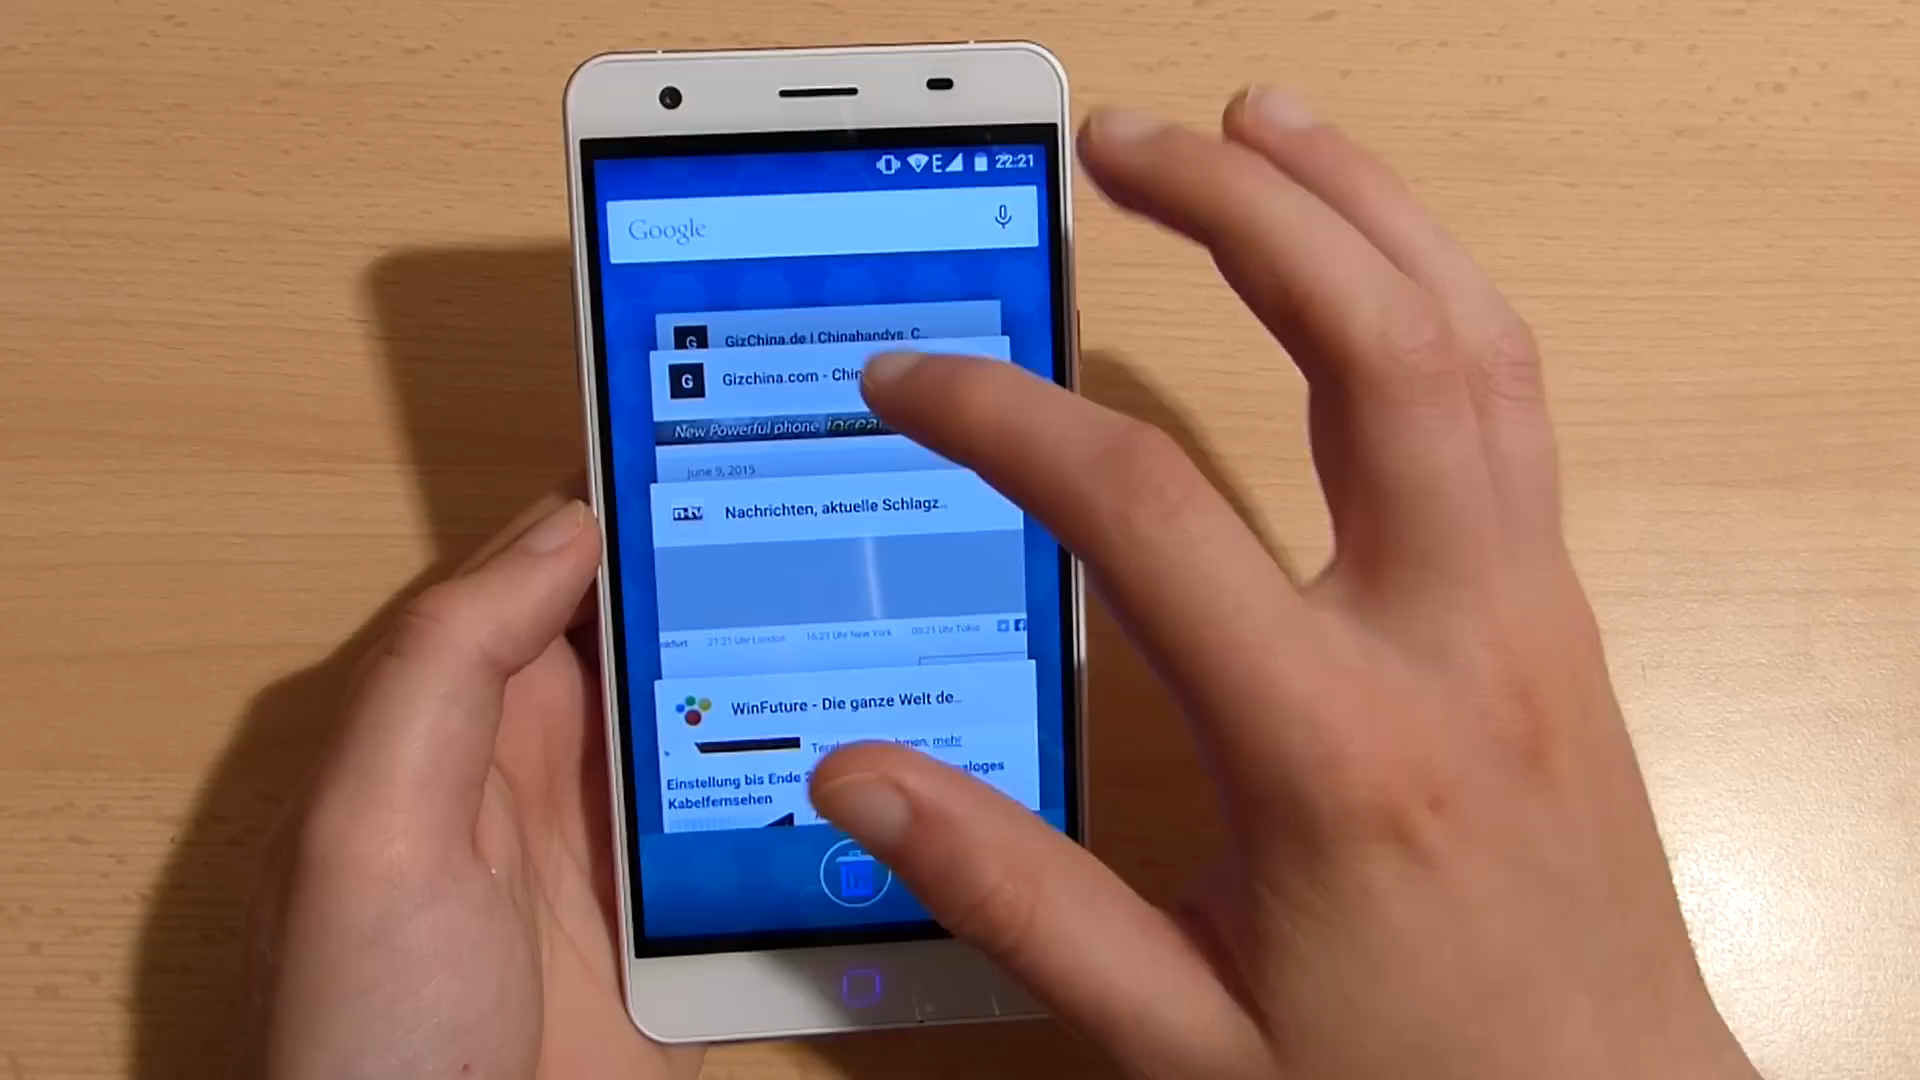 E 22:21
Google
G GizChina.de | Chinahandys, C...
G Gizchina.com - Chin
New Powerful phone
June 9, 2015
n-tv Nachrichten, aktuelle Schlagz..
nkfurt 21:21 Uhr London 16:21 Uhr New York 05:21 Uhr Tokio
WinFuture - Die ganze Welt de..
mehr
Einstellung bis Ende
Kabelfernsehen